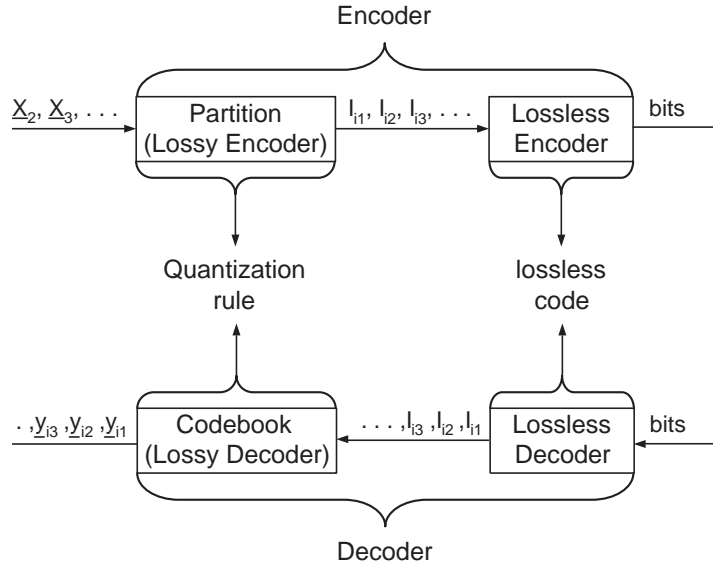 Encoder
X2, X3, . . .
Partition
(Lossy Encoder)
Ii1, Ii2, Ii3, . . .
Lossless
Encoder
bits
Quantization
rule
lossless
code
. ,yi3 ,yi2 ,yi1
Codebook
(Lossy Decoder)
. . . ,Ii3 ,Ii2 ,Ii1
Lossless
Decoder
bits
Decoder